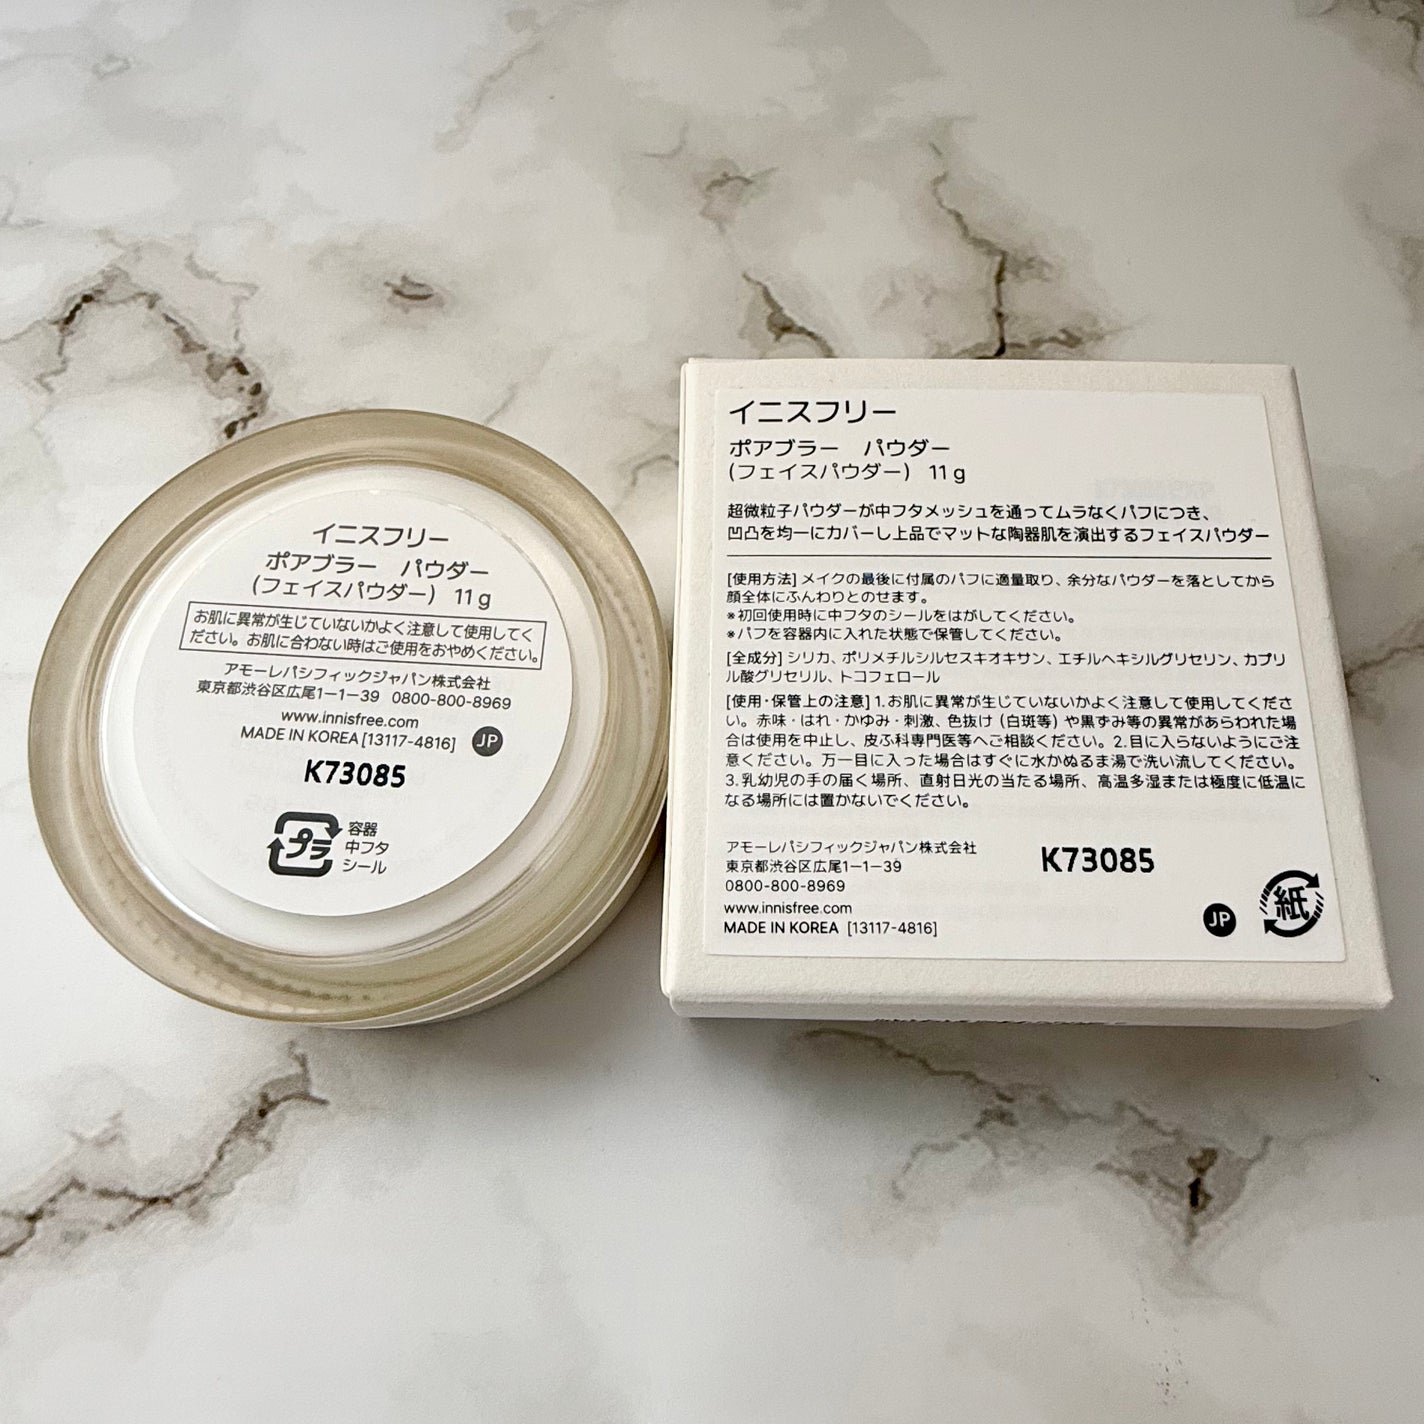 イニスフリー
ポアブラー　パウダー
(フェイスパウダー) 11g
お肌に異常が生じていないかよく注意して使用してく
ださい。お肌に合わない時はご使用をおやめください。
アモーレパシフィックジャパン株式会社
東京都渋谷区広尾1ー1ー39 0800-800-8969
www.innisfree.com
MADE IN KOREA [13117-4816] JP
K73085
プラ
容器
中フタ
シール
イニスフリー
ポアブラー　パウダー
(フェイスパウダー) 11g
超微粒子パウダーが中フタメッシュを通ってムラなくパフにつき、
凹凸を均一にカバーし上品でマットな陶器肌を演出するフェイスパウダー
[使用方法] メイクの最後に付属のパフに適量取り、余分なパウダーを落としてから
顔全体にふんわりとのせます。
※初回使用時に中フタのシールをはがしてください。
※パフを容器内に入れた状態で保管してください。
[全成分] シリカ、ポリメチルシルセスキオキサン、エチルヘキシルグリセリン、カプリ
ル酸グリセリル、トコフェロール
[使用・保管上の注意] 1.お肌に異常が生じていないかよく注意して使用してくださ
い。赤味・はれ・かゆみ・刺激、色抜け（白斑等）や黒ずみ等の異常があらわれた場
合は使用を中止し、皮ふ科専門医等へご相談ください。2.目に入らないようにご注
意ください。万一目に入った場合はすぐに水かぬるま湯で洗い流してください。
3.乳幼児の手の届く場所、直射日光の当たる場所、高温多湿または極度に低温に
なる場所には置かないでください。
アモーレパシフィックジャパン株式会社
東京都渋谷区広尾1ー1ー39
0800-800-8969
www.innisfree.com
MADE IN KOREA [13117-4816]
K73085
JP
紙